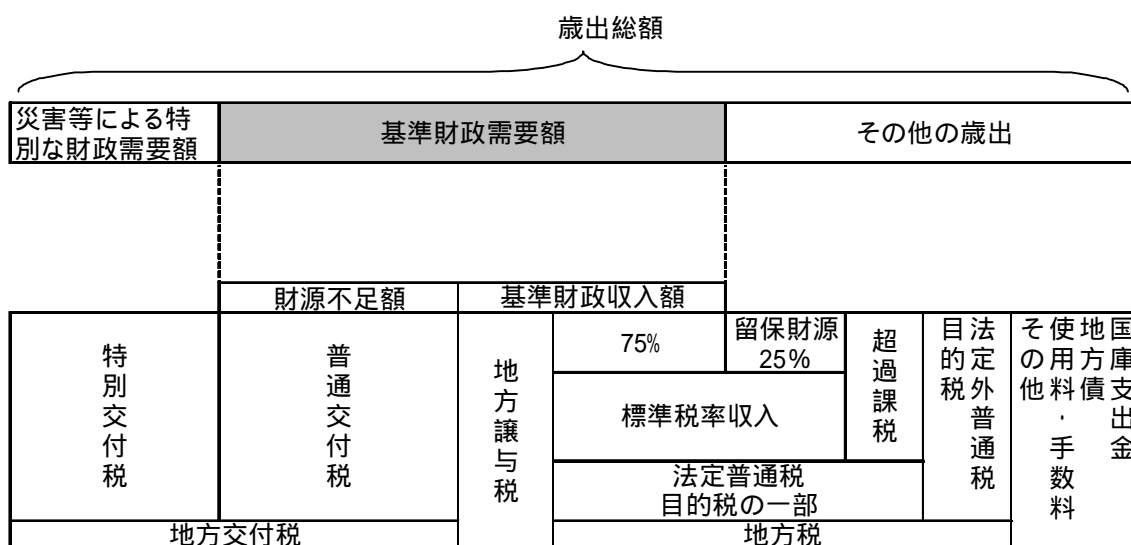 歳出総額
災害等による特
別な財政需要額
基準財政需要額
その他の歳出
財源不足額
基準財政収入額
特別交付税
普通交付税
地方譲与税
75%
留保財源
25%
標準税率収入
超過課税
法定普通税
目的税の一部
法定外普通税
目的税
国庫支出金
地方債
使用料・手数料
その他
地方交付税
地方税